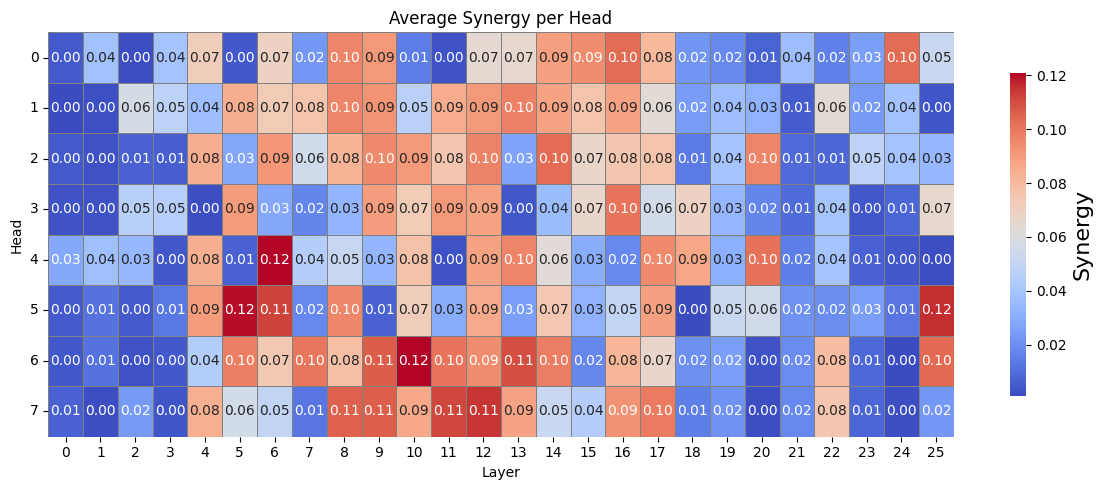 Average Synergy per Head
0 0.00 0.04 0.00 0.04 0.07 0.00 0.07 0.02 0.10 0.09 0.01 0.00 0.07 0.07 0.09 0.09 0.10 0.08 0.02 0.02 0.01 0.04 0.02 0.03 0.10 0.05
1 0.00 0.00 0.06 0.05 0.04 0.08 0.07 0.08 0.10 0.09 0.05 0.09 0.09 0.10 0.09 0.08 0.09 0.06 0.02 0.04 0.03 0.01 0.06 0.02 0.04 0.00
2 0.00 0.00 0.01 0.01 0.08 0.03 0.09 0.06 0.08 0.10 0.09 0.08 0.10 0.03 0.10 0.07 0.08 0.08 0.01 0.04 0.10 0.01 0.01 0.05 0.04 0.03
3 0.00 0.00 0.05 0.05 0.00 0.09 0.03 0.02 0.03 0.09 0.07 0.09 0.09 0.00 0.04 0.07 0.10 0.06 0.07 0.03 0.02 0.01 0.04 0.00 0.01 0.07
4 0.03 0.04 0.03 0.00 0.08 0.01 0.12 0.04 0.05 0.03 0.08 0.00 0.09 0.10 0.06 0.03 0.02 0.10 0.09 0.03 0.10 0.02 0.04 0.01 0.00 0.00
5 0.00 0.01 0.00 0.01 0.09 0.12 0.11 0.02 0.10 0.01 0.07 0.03 0.09 0.03 0.07 0.03 0.05 0.09 0.00 0.05 0.06 0.02 0.02 0.03 0.01 0.12
6 0.00 0.01 0.00 0.00 0.04 0.10 0.07 0.10 0.08 0.11 0.12 0.10 0.09 0.11 0.10 0.02 0.08 0.07 0.02 0.02 0.00 0.02 0.08 0.01 0.00 0.10
7 0.01 0.00 0.02 0.00 0.08 0.06 0.05 0.01 0.11 0.11 0.09 0.11 0.11 0.09 0.05 0.04 0.09 0.10 0.01 0.02 0.00 0.02 0.08 0.01 0.00 0.02
0 1 2 3 4 5 6 7 8 9 10 11 12 13 14 15 16 17 18 19 20 21 22 23 24 25
Layer
Head
0.12
0.10
0.08
0.06
0.04
0.02
Synergy